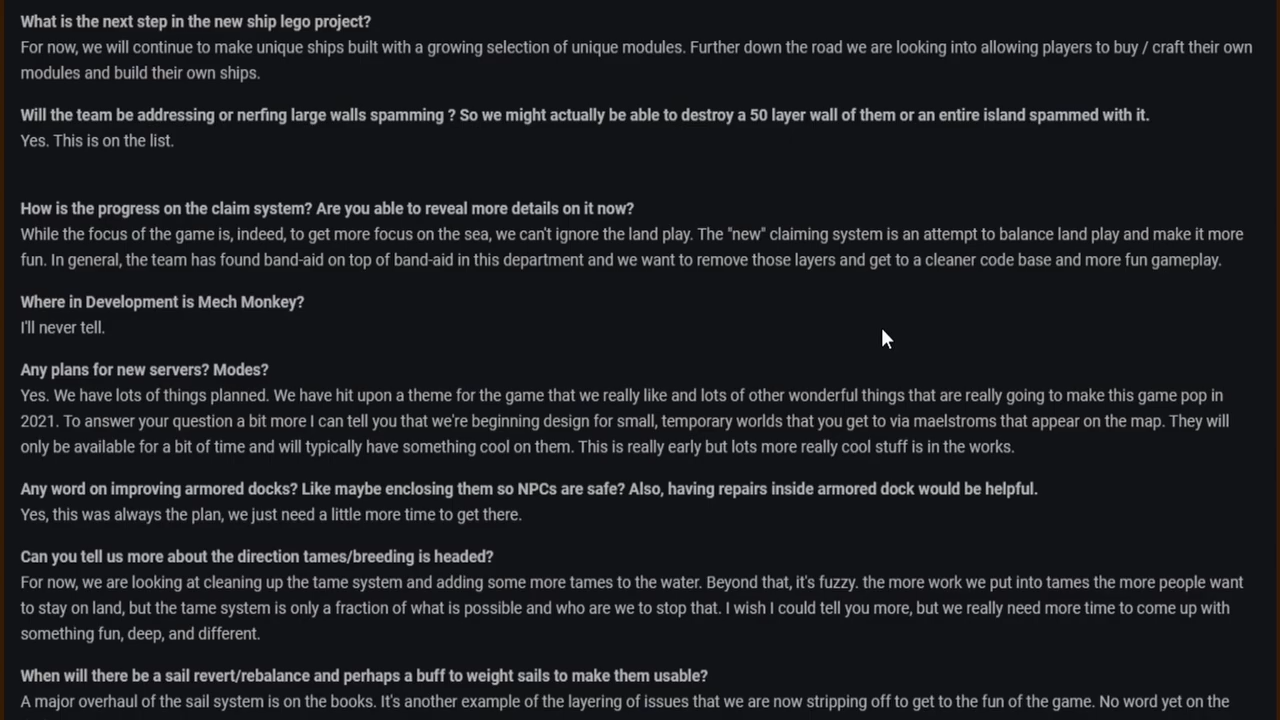 What is the next step in the new ship lego project?
For now, we will continue to make unique ships built with a growing selection of unique modules. Further down the road we are looking into allowing players to buy / craft their own
modules and build their own ships.
Will the team be addressing or nerfing large walls spamming ? So we might actually be able to destroy a 50 layer wall of them or an entire island spammed with it.
Yes. This is on the list.
How is the progress on the claim system? Are you able to reveal more details on it now?
While the focus of the game is, indeed, to get more focus on the sea, we can't ignore the land play. The "new" claiming system is an attempt to balance land play and make it more
fun. In general, the team has found band-aid on top of band-aid in this department and we want to remove those layers and get to a cleaner code base and more fun gameplay.
Where in Development is Mech Monkey?
I'll never tell.
Any plans for new servers? Modes?
Yes. We have lots of things planned. We have hit upon a theme for the game that we really like and lots of other wonderful things that are really going to make this game pop in
2021. To answer your question a bit more I can tell you that we're beginning design for small, temporary worlds that you get to via maelstroms that appear on the map. They will
only be available for a bit of time and will typically have something cool on them. This is really early but lots more really cool stuff is in the works.
Any word on improving armored docks? Like maybe enclosing them so NPCs are safe? Also, having repairs inside armored dock would be helpful.
Yes, this was always the plan, we just need a little more time to get there.
Can you tell us more about the direction tames/breeding is headed?
For now, we are looking at cleaning up the tame system and adding some more tames to the water. Beyond that, it's fuzzy. the more work we put into tames the more people want
to stay on land, but the tame system is only a fraction of what is possible and who are we to stop that. I wish I could tell you more, but we really need more time to come up with
something fun, deep, and different.
When will there be a sail revert/rebalance and perhaps a buff to weight sails to make them usable?
A major overhaul of the sail system is on the books. It's another example of the layering of issues that we are now stripping off to get to the fun of the game. No word yet on the